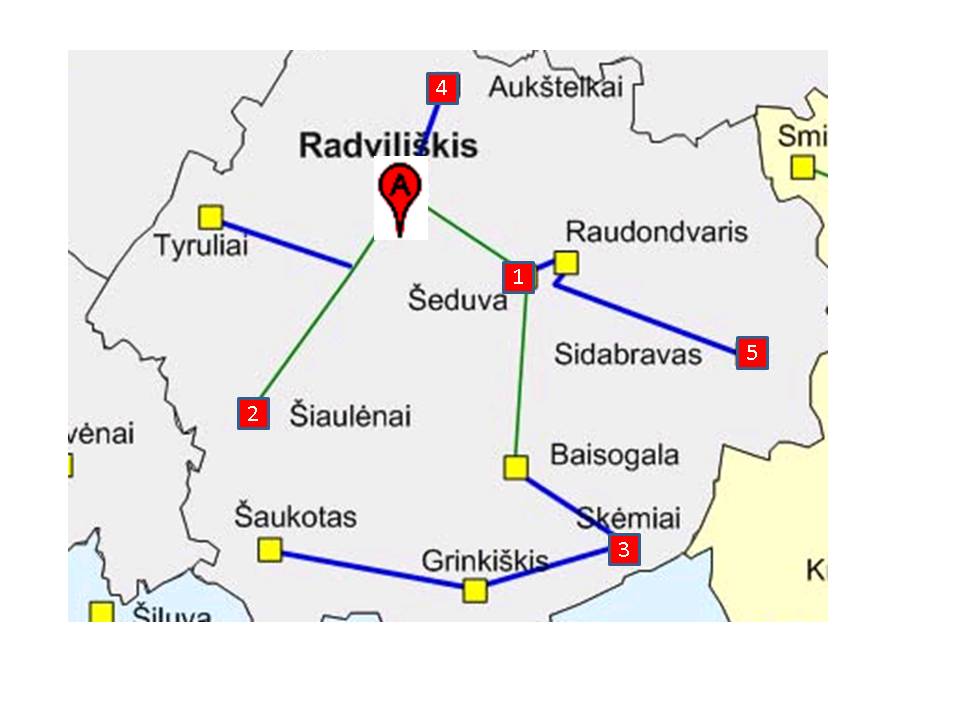 4 Aukštelkai
Radviliškis
Smi
A
Tyruliai
Raudondvaris
1
Šeduva
Sidabravas 5
2 Šiaulėnai
vėnai
Baisogala
Šaukotas
Skėmiai
3
Grinkiškis
K
Šiluva